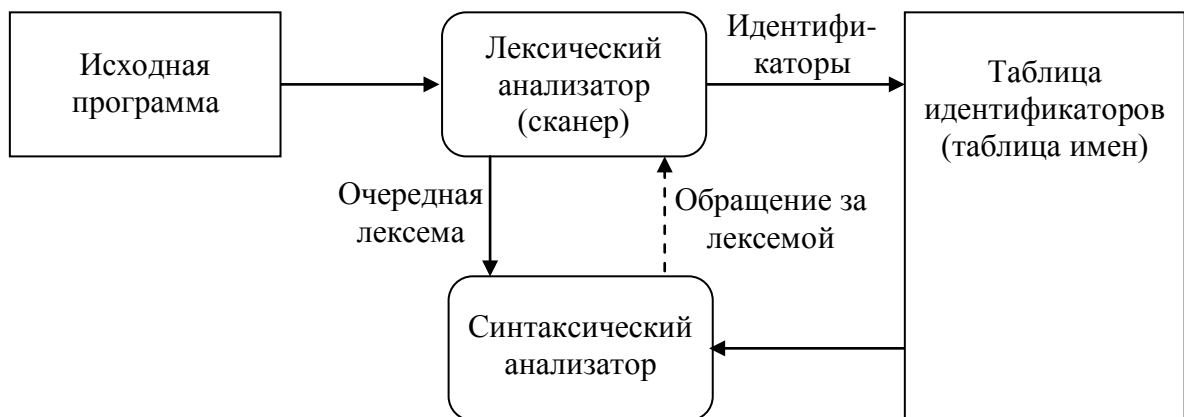 Исходная
программа
Лексический
анализатор
(сканер)
Идентифи-
каторы
Таблица
идентификаторов
(таблица имен)
Очередная
лексема
Обращение за
лексемой
Синтаксический
анализатор